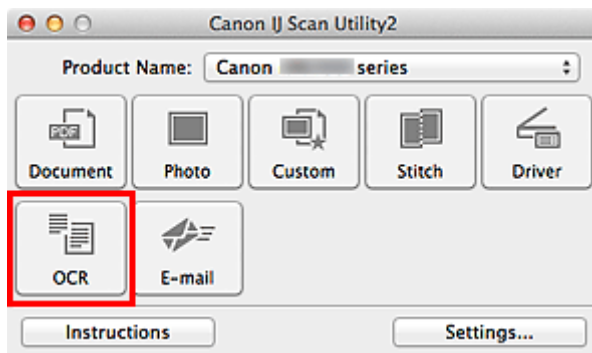 Canon IJ Scan Utility2
Product Name: Canon series
PDF
Document Photo Custom Stitch Driver
OCR E-mail
Instructions Settings...